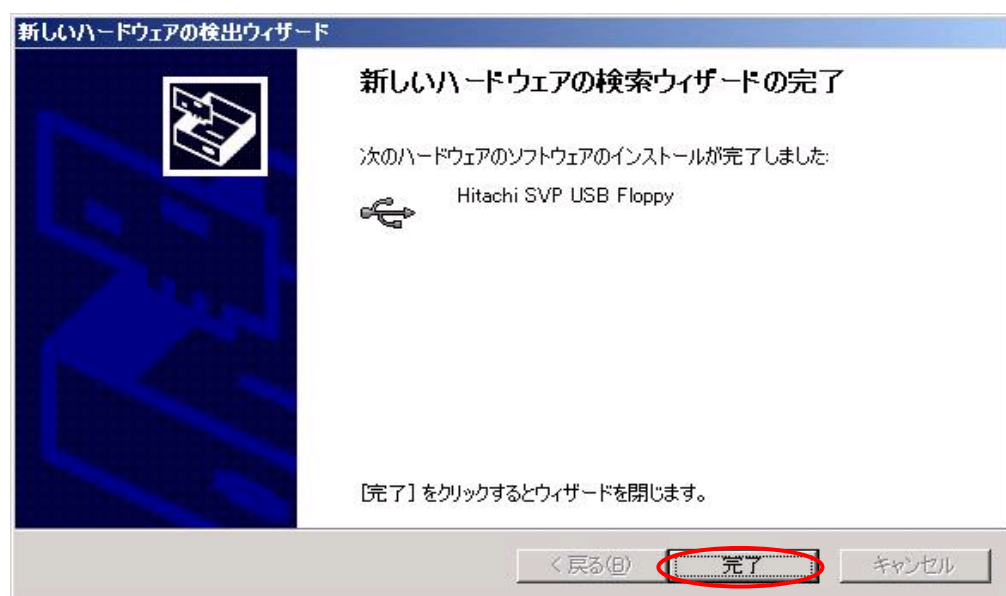 新しいハードウェアの検出ウィザード
新しいハードウェアの検索ウィザードの完了
次のハードウェアのソフトウェアのインストールが完了しました:
Hitachi SVP USB Floppy
[完了] をクリックするとウィザードを閉じます。
< 戻る(B) 完了 キャンセル